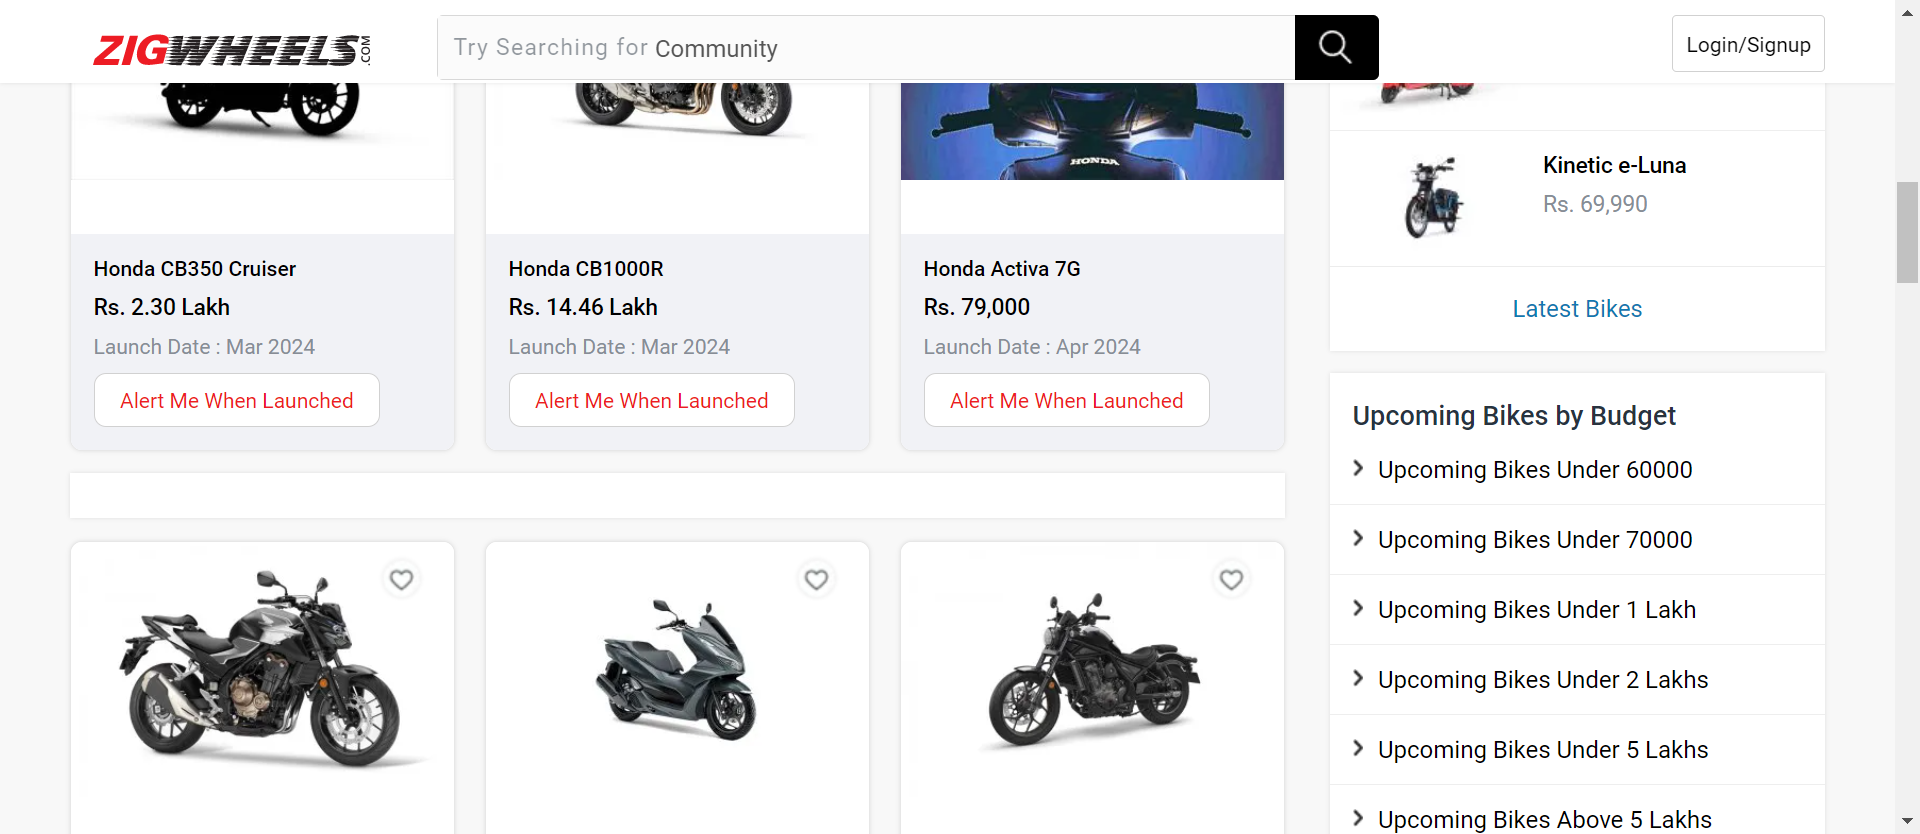 ZIGWHEELS.COM
Try Searching for Community
Login/Signup
HONDA
Honda CB350 Cruiser
Rs. 2.30 Lakh
Launch Date : Mar 2024
Alert Me When Launched
Honda CB1000R
Rs. 14.46 Lakh
Launch Date : Mar 2024
Alert Me When Launched
Honda Activa 7G
Rs. 79,000
Launch Date : Apr 2024
Alert Me When Launched
Kinetic e-Luna
Rs. 69,990
Latest Bikes
Upcoming Bikes by Budget
Upcoming Bikes Under 60000
Upcoming Bikes Under 70000
Upcoming Bikes Under 1 Lakh
Upcoming Bikes Under 2 Lakhs
Upcoming Bikes Under 5 Lakhs
Upcoming Bikes Above 5 Lakhs